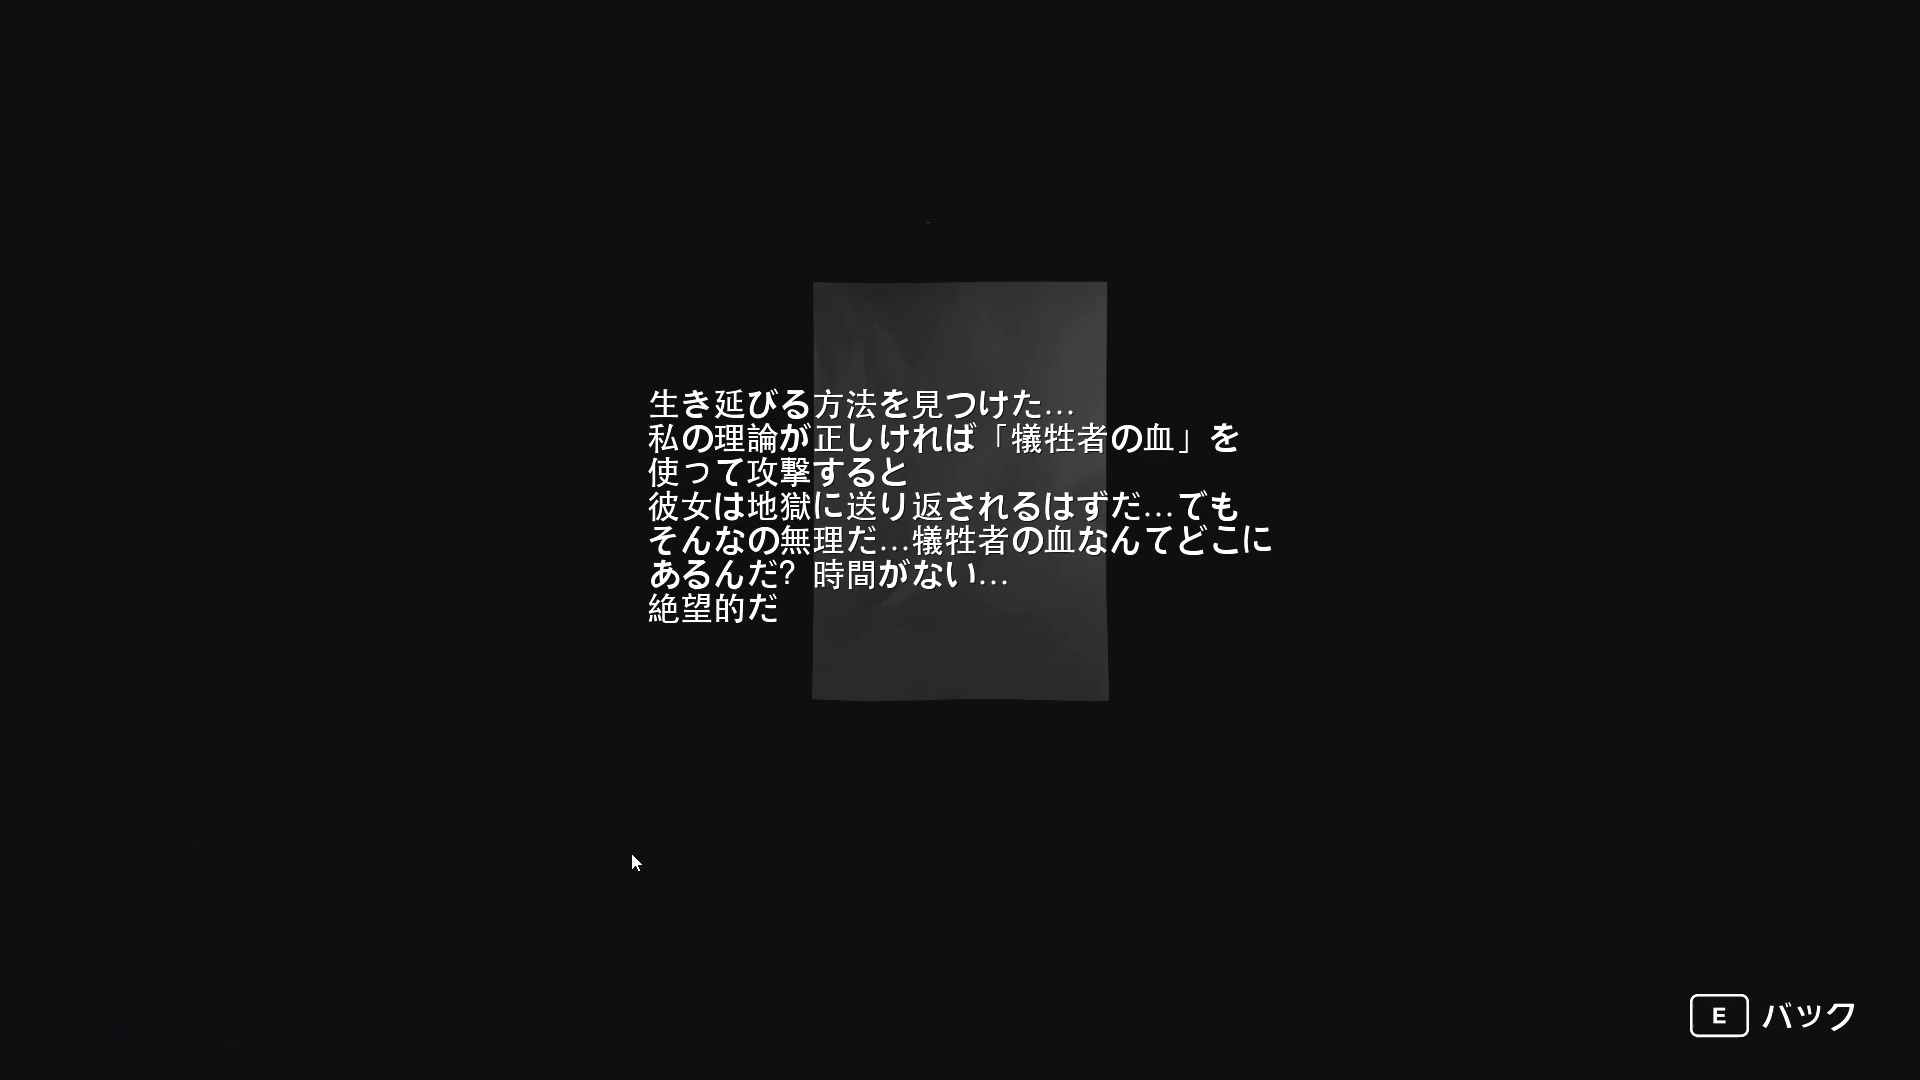 生き延びる方法を見つけた…
私の理論が正しければ「犠牲者の血」を
使って攻撃すると
彼女は地獄に送り返されるはずだ…でも
そんなの無理だ…犠牲者の血なんてどこに
あるんだ？ 時間がない…
絶望的だ
E バック